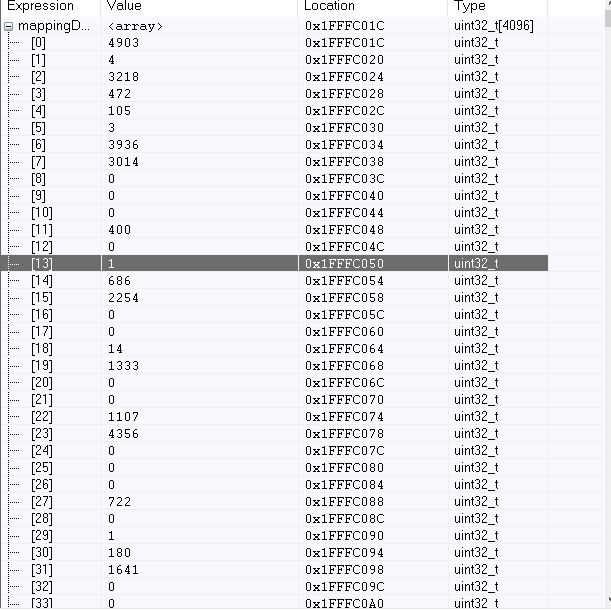 Expression Value Location Type
mappingD... <array> 0x1FFFC01C uint32_t[4096]
[0] 4903 0x1FFFC01C uint32_t
[1] 4 0x1FFFC020 uint32_t
[2] 3218 0x1FFFC024 uint32_t
[3] 472 0x1FFFC028 uint32_t
[4] 105 0x1FFFC02C uint32_t
[5] 3 0x1FFFC030 uint32_t
[6] 3936 0x1FFFC034 uint32_t
[7] 3014 0x1FFFC038 uint32_t
[8] 0 0x1FFFC03C uint32_t
[9] 0 0x1FFFC040 uint32_t
[10] 0 0x1FFFC044 uint32_t
[11] 400 0x1FFFC048 uint32_t
[12] 0 0x1FFFC04C uint32_t
[13] 1 0x1FFFC050 uint32_t
[14] 686 0x1FFFC054 uint32_t
[15] 2254 0x1FFFC058 uint32_t
[16] 0 0x1FFFC05C uint32_t
[17] 0 0x1FFFC060 uint32_t
[18] 14 0x1FFFC064 uint32_t
[19] 1333 0x1FFFC068 uint32_t
[20] 0 0x1FFFC06C uint32_t
[21] 0 0x1FFFC070 uint32_t
[22] 1107 0x1FFFC074 uint32_t
[23] 4356 0x1FFFC078 uint32_t
[24] 0 0x1FFFC07C uint32_t
[25] 0 0x1FFFC080 uint32_t
[26] 0 0x1FFFC084 uint32_t
[27] 722 0x1FFFC088 uint32_t
[28] 0 0x1FFFC08C uint32_t
[29] 1 0x1FFFC090 uint32_t
[30] 180 0x1FFFC094 uint32_t
[31] 1641 0x1FFFC098 uint32_t
[32] 0 0x1FFFC09C uint32_t
[33] 0 0x1FFFC0A0 uint32_t